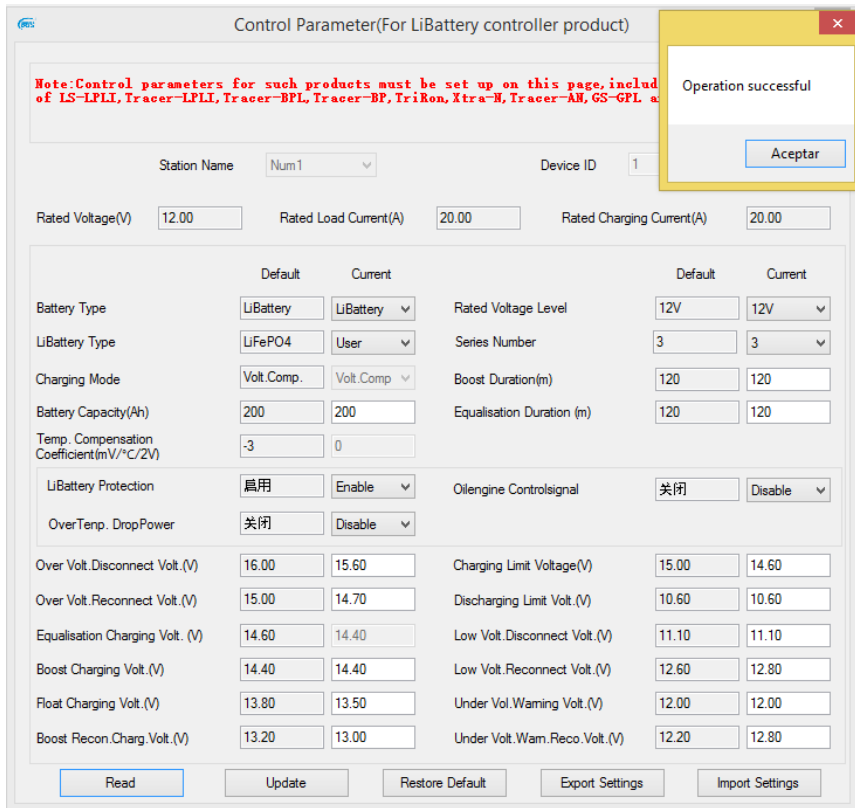 Control Parameter(For LiBattery controller product)
Note:Control parameters for such products must be set up on this page,includ
of LS-LPLI,Tracer-LPLI,Tracer-BPL,Tracer-BP,TriRon,Xtra-N,Tracer-AN,GS-GPL a
Operation successful
Aceptar
Station Name Num1 Device ID 1
Rated Voltage(V) 12.00 Rated Load Current(A) 20.00 Rated Charging Current(A) 20.00
Default Current Default Current
Battery Type LiBattery LiBattery Rated Voltage Level 12V 12V
LiBattery Type LiFePO4 User Series Number 3 3
Charging Mode Volt.Comp. Volt.Comp Boost Duration(m) 120 120
Battery Capacity(Ah) 200 200 Equalisation Duration (m) 120 120
Temp. Compensation
Coefficient(mV/°C/2V) -3 0
LiBattery Protection 启用 Enable Oilengine Controlsignal 关闭 Disable
OverTenp. DropPower 关闭 Disable
Over Volt.Disconnect Volt.(V) 16.00 15.60 Charging Limit Voltage(V) 15.00 14.60
Over Volt.Reconnect Volt.(V) 15.00 14.70 Discharging Limit Volt.(V) 10.60 10.60
Equalisation Charging Volt. (V) 14.60 14.40 Low Volt.Disconnect Volt.(V) 11.10 11.10
Boost Charging Volt.(V) 14.40 14.40 Low Volt.Reconnect Volt.(V) 12.60 12.80
Float Charging Volt.(V) 13.80 13.50 Under Vol.Warning Volt.(V) 12.00 12.00
Boost Recon.Charg.Volt.(V) 13.20 13.00 Under Volt.Warn.Reco.Volt.(V) 12.20 12.80
Read Update Restore Default Export Settings Import Settings